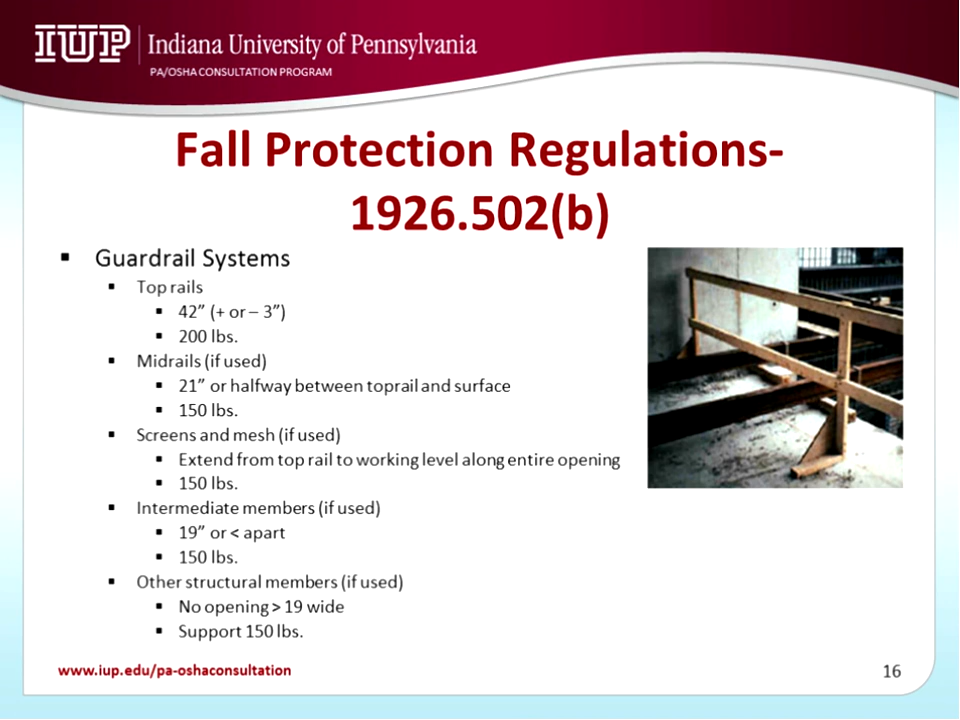 IUP Indiana University of Pennsylvania
PA/OSHA CONSULTATION PROGRAM
Fall Protection Regulations-
1926.502(b)
▪ Guardrail Systems
▪ Top rails
▪ 42” (+ or – 3”)
▪ 200 lbs.
▪ Midrails (if used)
▪ 21” or halfway between toprail and surface
▪ 150 lbs.
▪ Screens and mesh (if used)
▪ Extend from top rail to working level along entire opening
▪ 150 lbs.
▪ Intermediate members (if used)
▪ 19” or < apart
▪ 150 lbs.
▪ Other structural members (if used)
▪ No opening > 19 wide
▪ Support 150 lbs.
www.iup.edu/pa-oshaconsultation
16